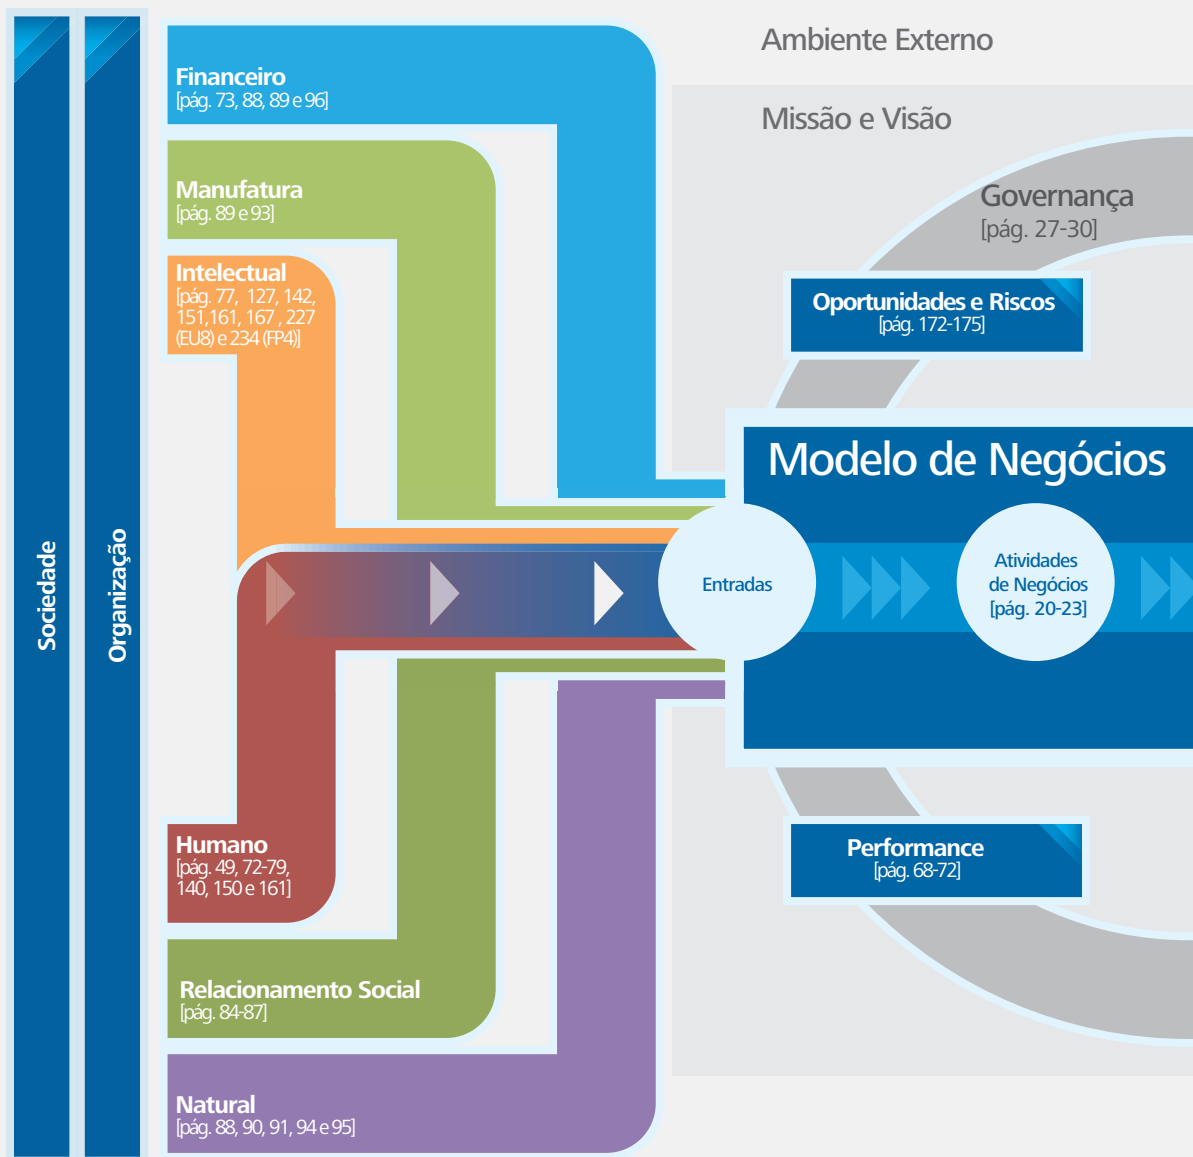 Sociedade
Organização
Financeiro
[pág. 73, 88, 89 e 96]
Manufatura
[pág. 89 e 93]
Intelectual
[pág. 77, 127, 142,
151,161, 167 , 227
(EU8) e 234 (FP4)]
Humano
[pág. 49, 72-79,
140, 150 e 161]
Relacionamento Social
[pág. 84-87]
Natural
[pág. 88, 90, 91, 94 e 95]
Ambiente Externo
Missão e Visão
Governança
[pág. 27-30]
Oportunidades e Riscos
[pág. 172-175]
Modelo de Negócios
Entradas
Atividades
de Negócios
[pág. 20-23]
Performance
[pág. 68-72]